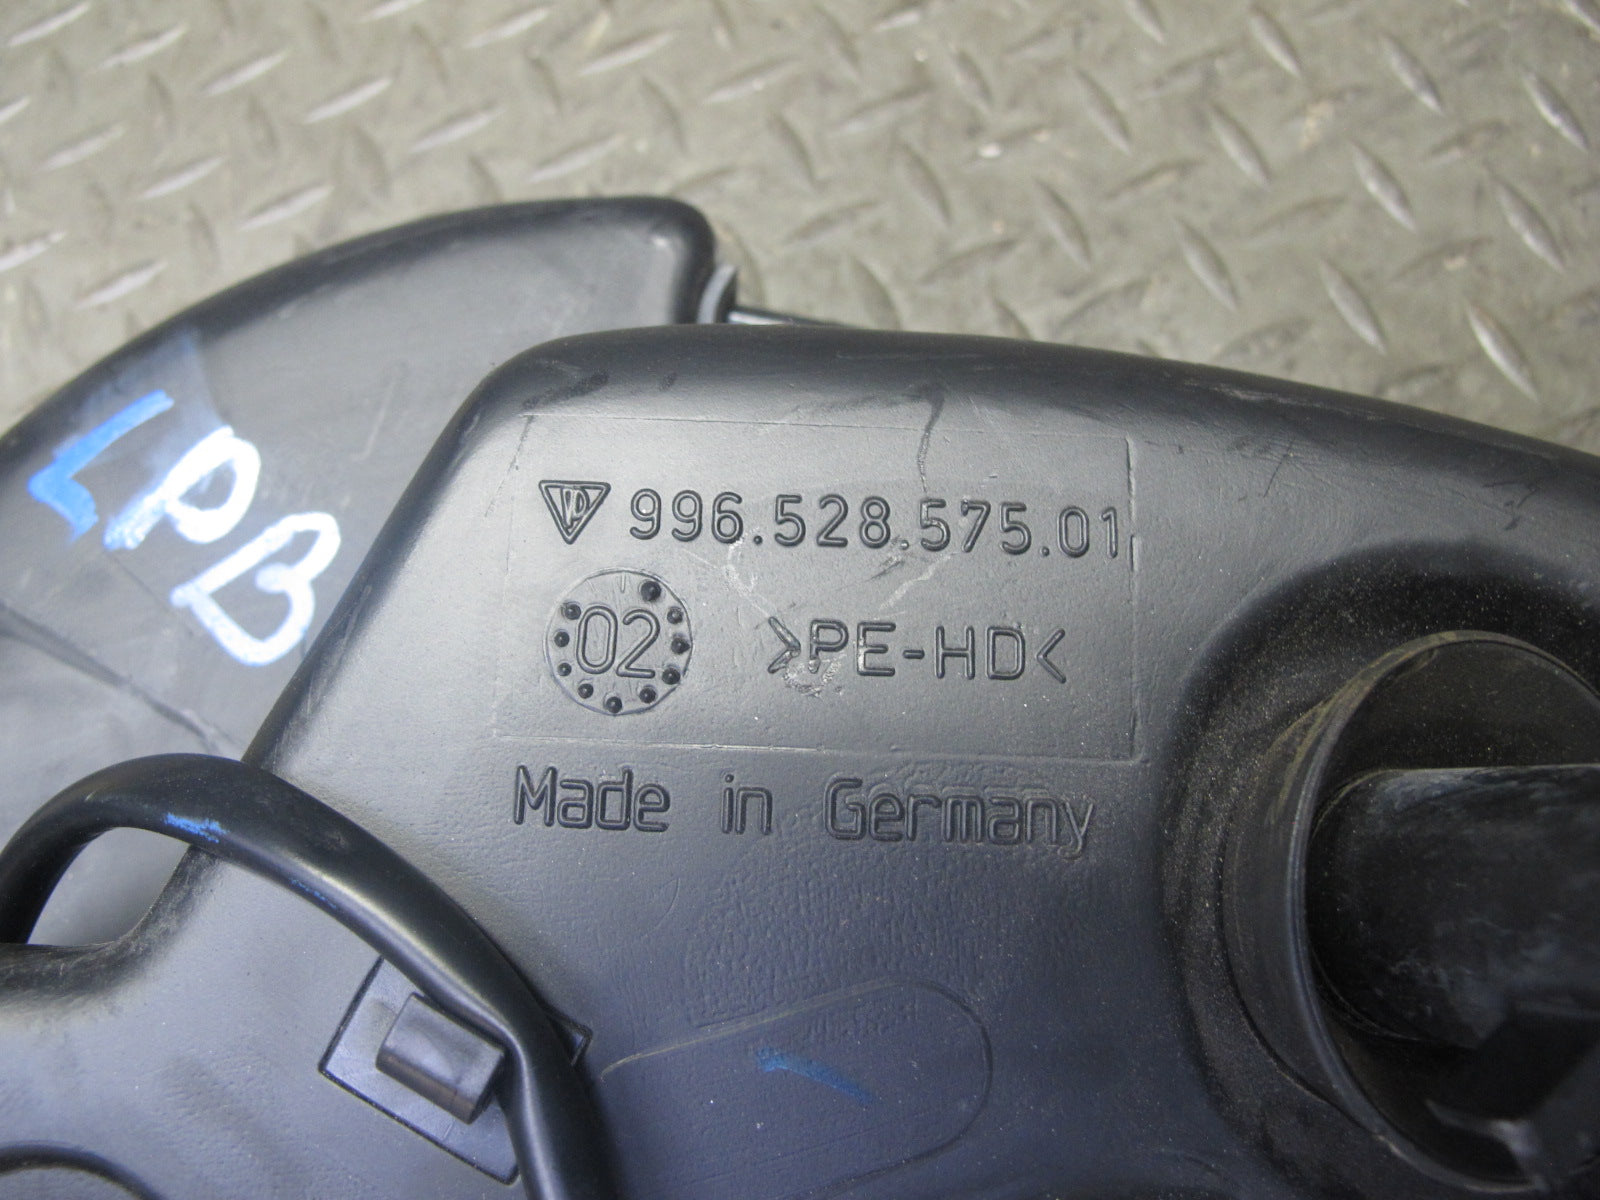 996.528.575.01
02 >PE-HD<
Made in Germany
LPB